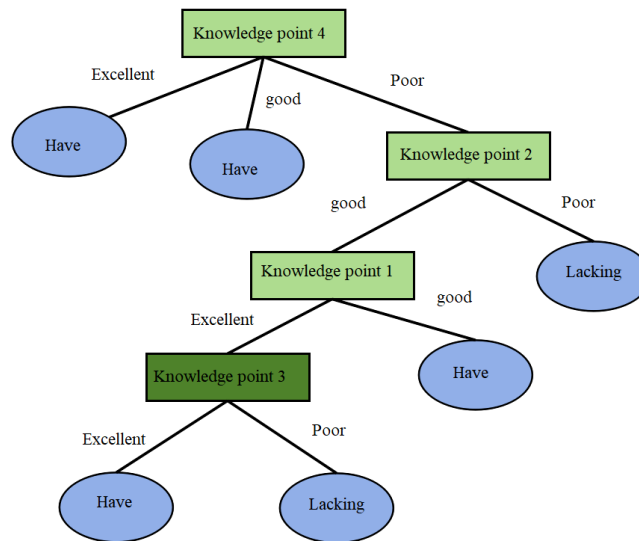 Knowledge point 4
Excellent
good
Poor
Have
Have
Knowledge point 2
good
Poor
Knowledge point 1
Lacking
Excellent
good
Knowledge point 3
Have
Excellent
Poor
Have
Lacking